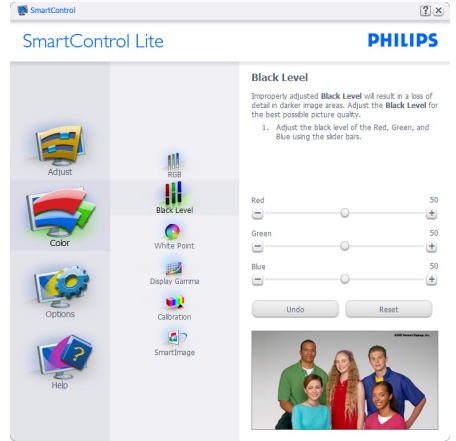 SmartControl
SmartControl Lite
PHILIPS
Adjust
Color
Options
Help
RGB
Black Level
White Point
Display Gamma
Calibration
SmartImage
Black Level
Improperly adjusted Black Level will result in a loss of
detail in darker image areas. Adjust the Black Level for
the best possible picture quality.
1. Adjust the black level of the Red, Green, and
Blue using the slider bars.
Red 50
Green 50
Blue 50
Undo Reset